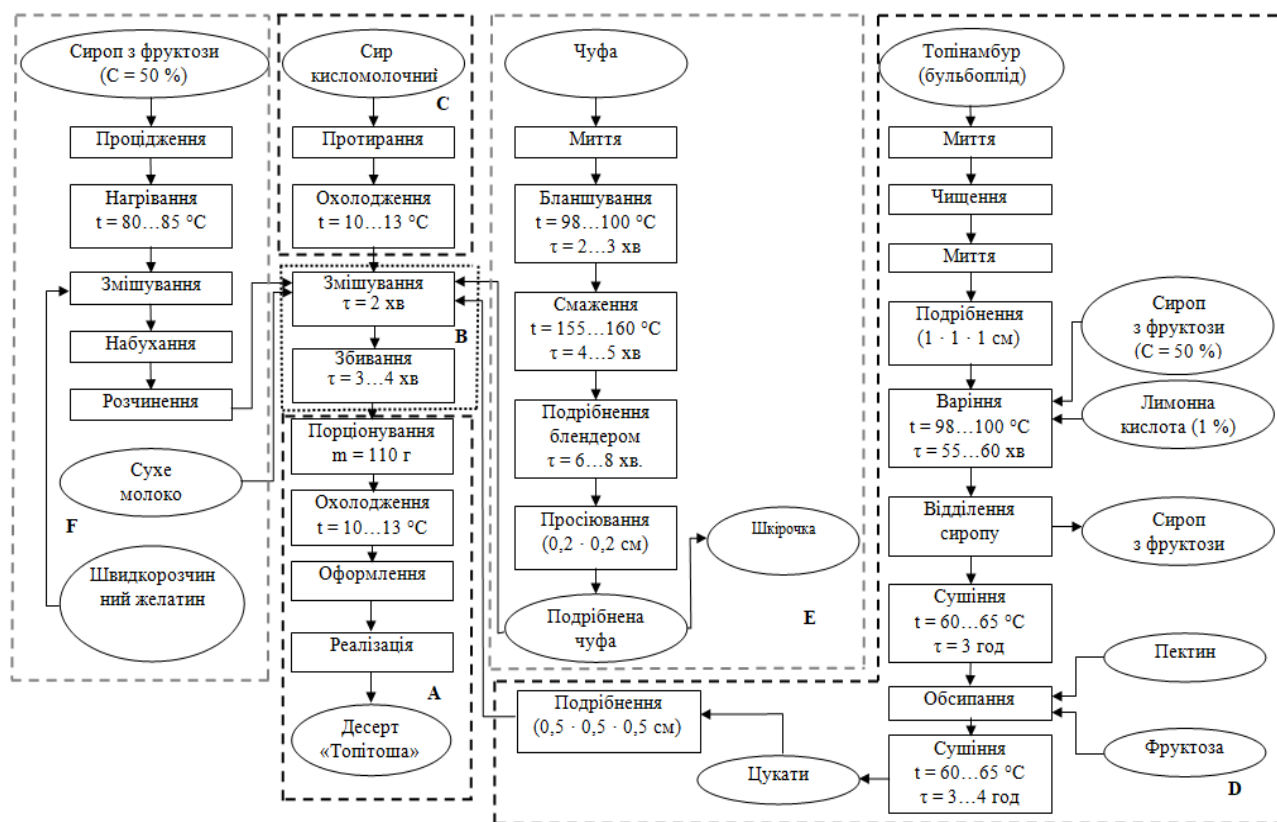 Сироп з фруктози
(С = 50 %)
Процідження
Нагрівання
t = 80…85 °С
Змішування
Набухання
Розчинення
Сухе
молоко
F
Швидкорозчин
ний желатин
Сир
кисломолочний
C
Протирання
Охолодження
t = 10…13 °С
Змішування
τ = 2 хв
B
Збивання
τ = 3…4 хв
Порціонування
m = 110 г
Охолодження
t = 10…13 °С
Оформлення
Реалізація
A
Десерт
«Топітоша»
Чуфа
Миття
Бланшування
t = 98…100 °С
τ = 2…3 хв
Смаження
t = 155…160 °С
τ = 4…5 хв
Подрібнення
блендером
τ = 6…8 хв.
Просіювання
(0,2 · 0,2 см)
Шкірочка
Подрібнена
чуфа
E
Топінамбур
(бульбоплід)
Миття
Чищення
Миття
Подрібнення
(1 · 1 · 1 см)
Сироп
з фруктози
(С = 50 %)
Варіння
t = 98…100 °С
τ = 55…60 хв
Лимонна
кислота (1 %)
Відділення
сиропу
Сироп
з фруктози
Сушіння
t = 60…65 °С
τ = 3 год
Пектин
Обсипання
Фруктоза
Сушіння
t = 60…65 °С
τ = 3…4 год
D
Цукати
Подрібнення
(0,5 · 0,5 · 0,5 см)